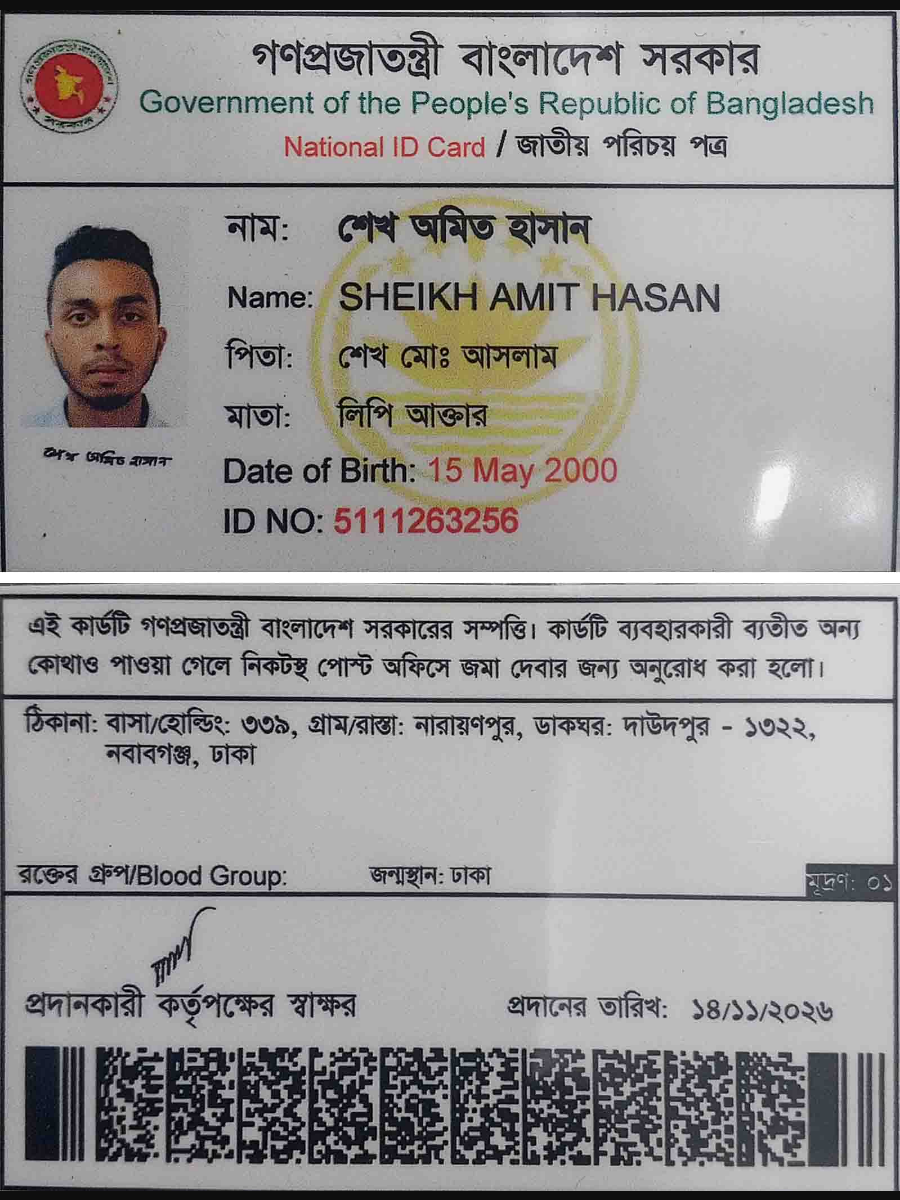 গণপ্রজাতন্ত্রী বাংলাদেশ সরকার
Government of the People's Republic of Bangladesh
National ID Card / জাতীয় পরিচয় পত্র
নাম: শেখ অমিত হাসান
Name: SHEIKH AMIT HASAN
পিতা: শেখ মোঃ আসলাম
মাতা: লিপি আক্তার
শেখ অমিত হাসান
Date of Birth: 15 May 2000
ID NO: 5111263256
এই কার্ডটি গণপ্রজাতন্ত্রী বাংলাদেশ সরকারের সম্পত্তি। কার্ডটি ব্যবহারকারী ব্যতীত অন্য
কোথাও পাওয়া গেলে নিকটস্থ পোস্ট অফিসে জমা দেবার জন্য অনুরোধ করা হলো।
ঠিকানা: বাসা/হোল্ডিং: ৩৩৯, গ্রাম/রাস্তা: নারায়ণপুর, ডাকঘর: দাউদপুর - ১৩২২,
নবাবগঞ্জ, ঢাকা
রক্তের গ্রুপ/Blood Group: জন্মস্থান: ঢাকা মূদ্রণ: ০১
প্রদানকারী কর্তৃপক্ষের স্বাক্ষর প্রদানের তারিখ: ১৪/১১/২০২৬